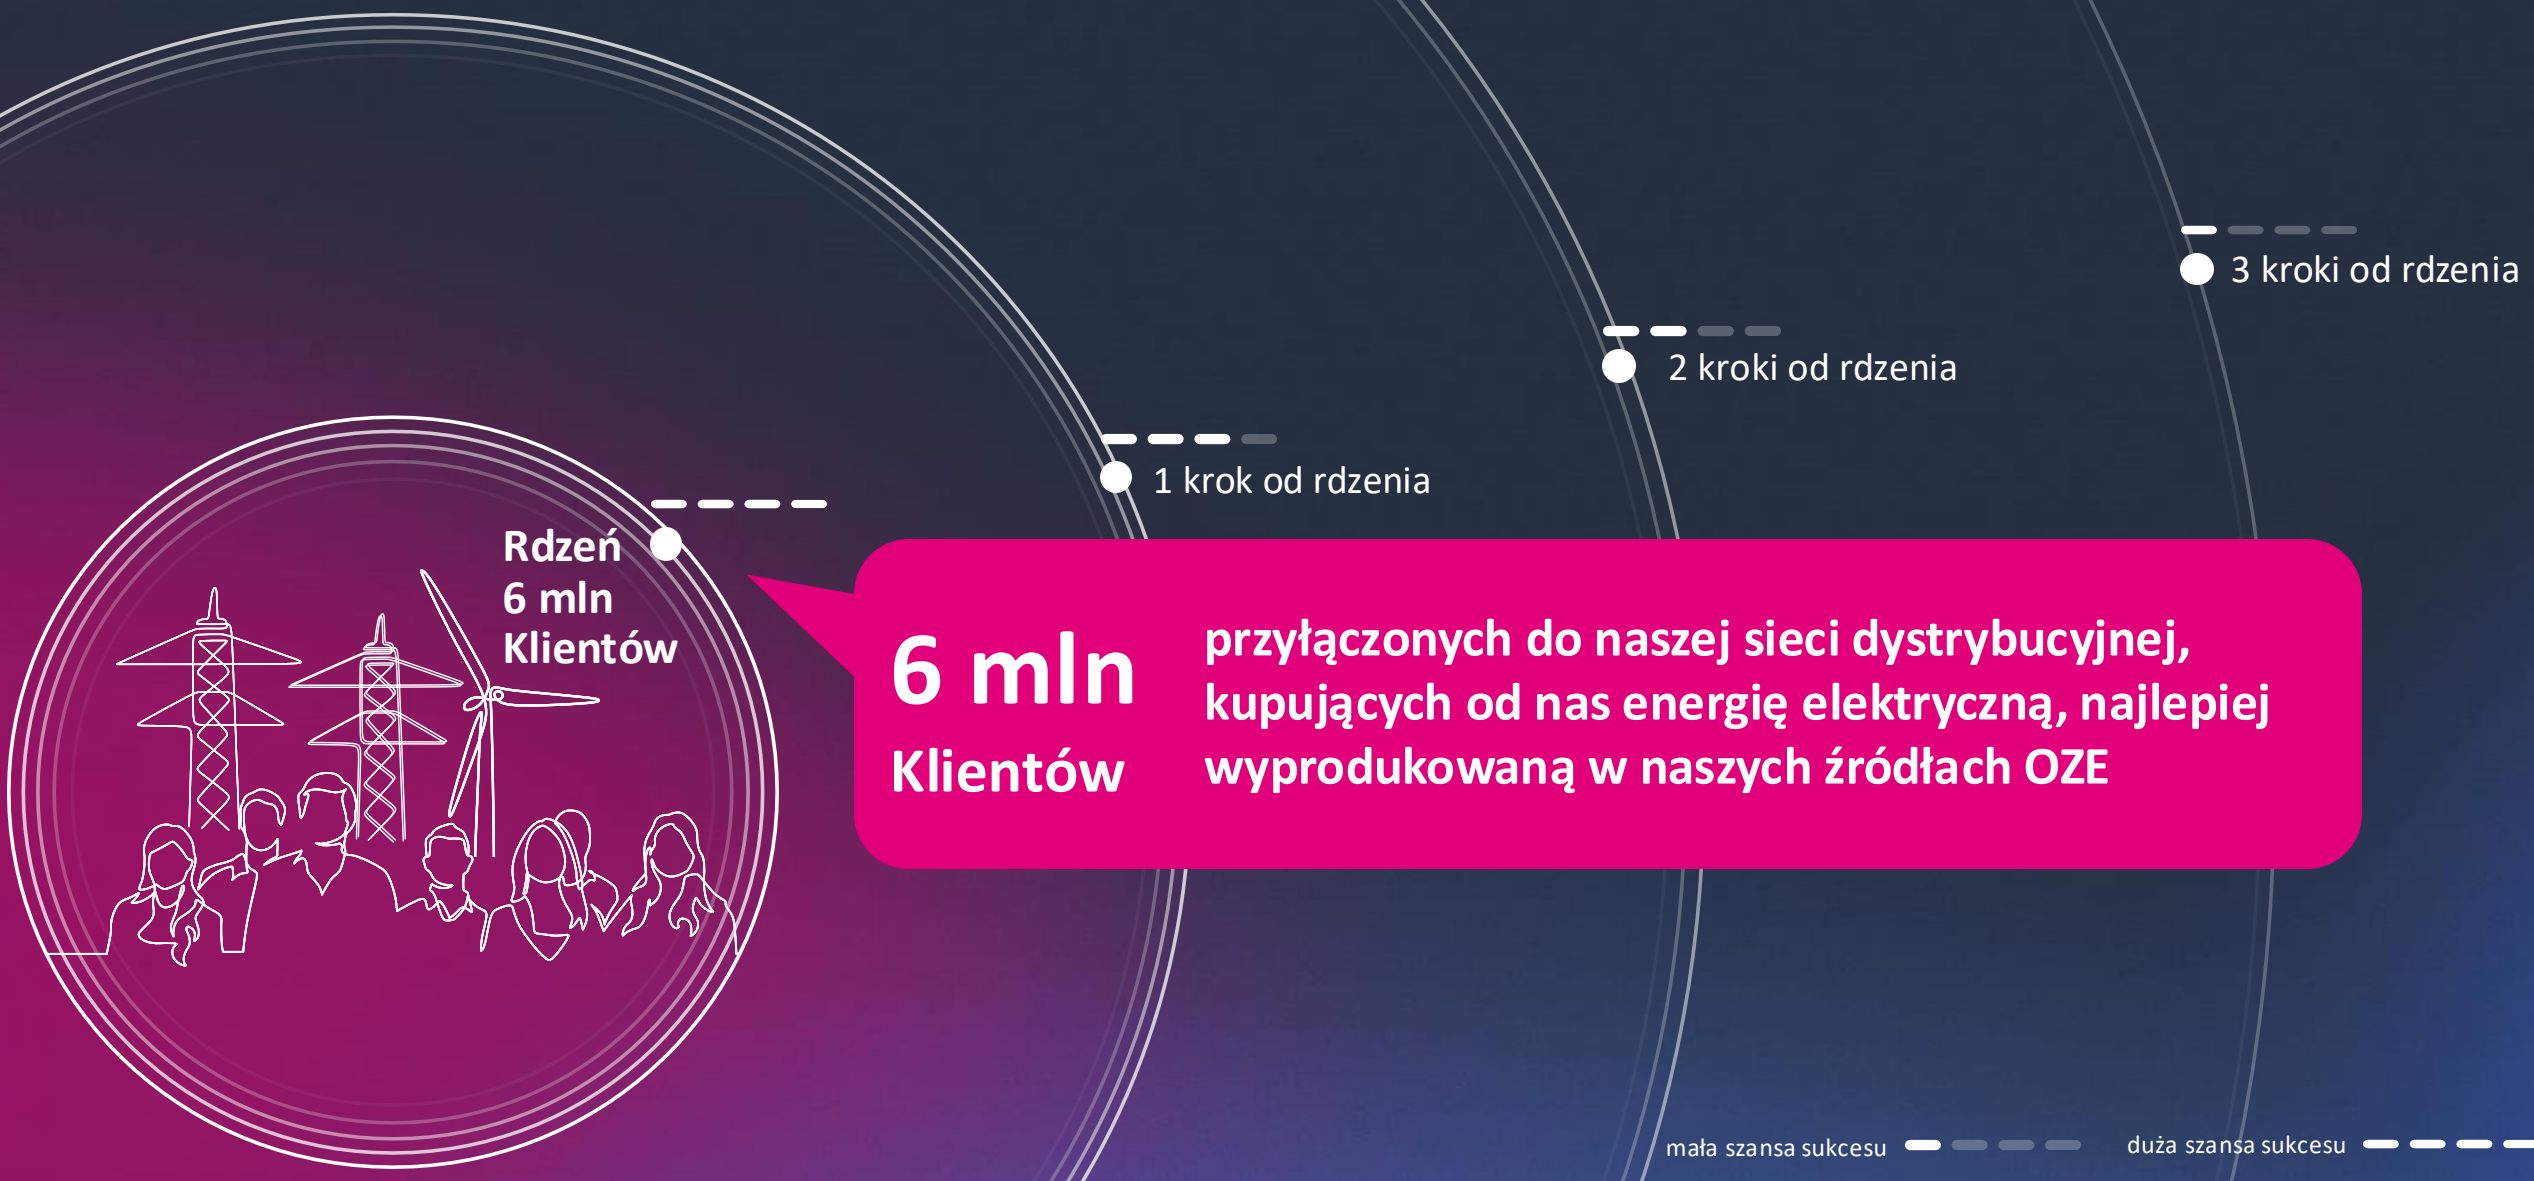 3 kroki od rdzenia
2 kroki od rdzenia
1 krok od rdzenia
Rdzeń
6 mln
Klientów
6 mln
Klientów
przyłączonych do naszej sieci dystrybucyjnej,
kupujących od nas energię elektryczną, najlepiej
wyprodukowaną w naszych źródłach OZE
mała szansa sukcesu
duża szansa sukcesu